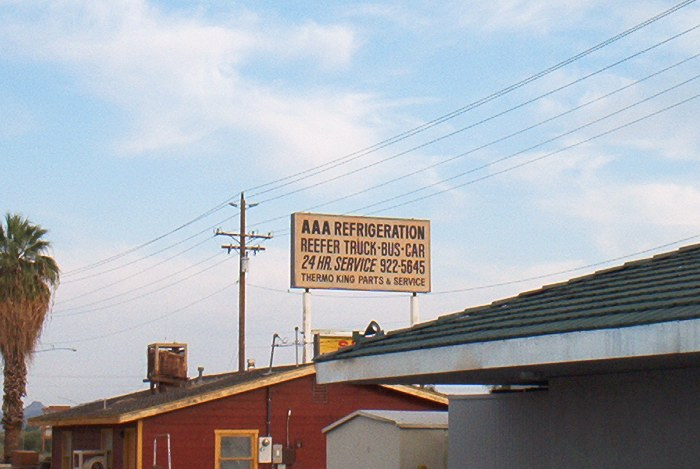 AAA REFRIGERATION
REEFER TRUCK·BUS·CAR
24 HR. SERVICE 922-5645
THERMO KING PARTS & SERVICE